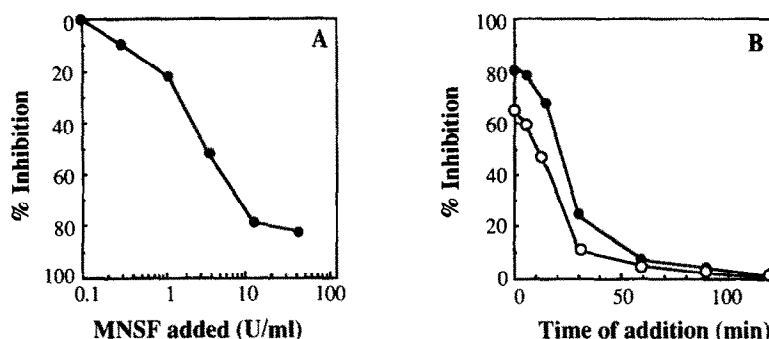 A
% Inhibition
0
20
40
60
80
100
0.1 1 10 100
MNSF added (U/ml)
B
% Inhibition
100
80
60
40
20
0
0 50 100
Time of addition (min)